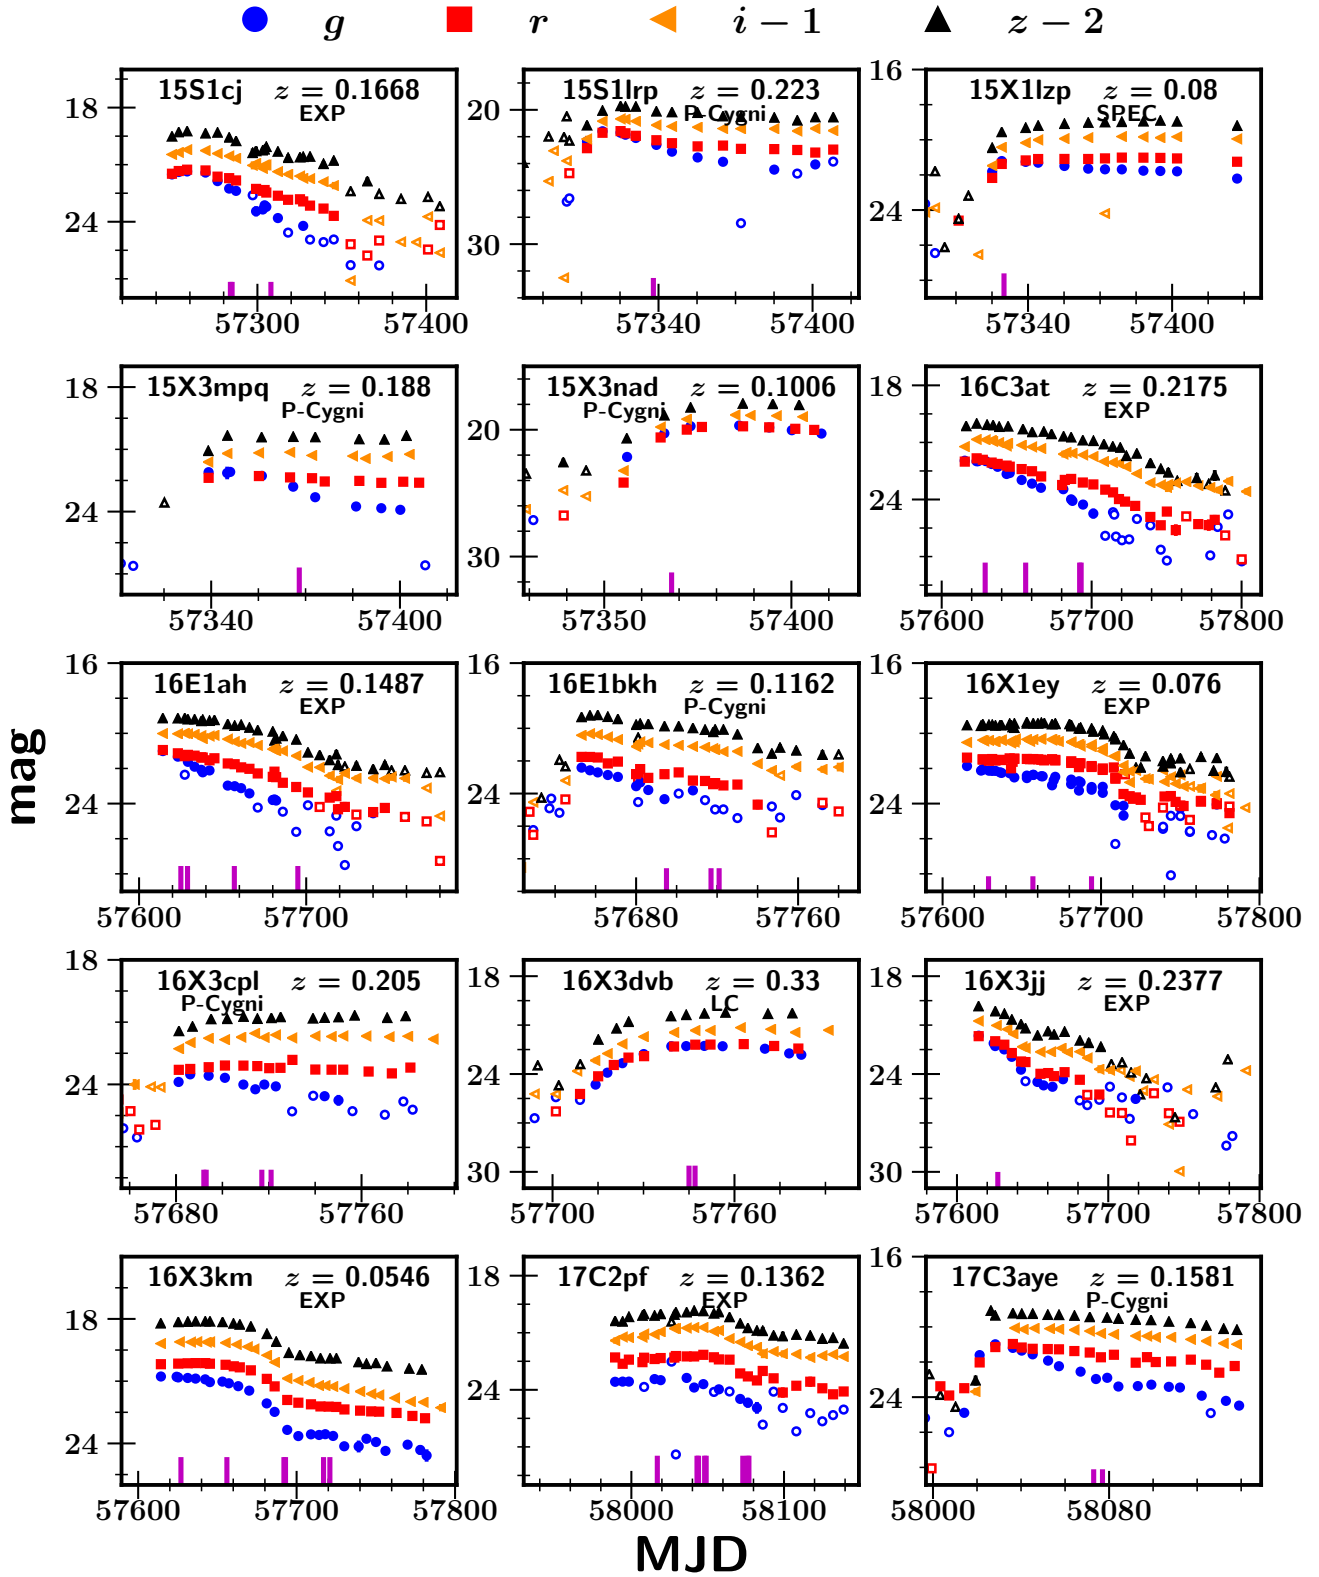 g r i − 1 z − 2
15S1cj z = 0.1668
EXP
18
24
57300 57400
15S1lrp z = 0.223
P-Cygni
20
30
57340 57400
15X1lzp z = 0.08
SPEC
16
24
57340 57400
15X3mpq z = 0.188
P-Cygni
18
24
57340 57400
15X3nad z = 0.1006
P-Cygni
20
30
57350 57400
16C3at z = 0.2175
EXP
18
24
57600 57700 57800
16E1ah z = 0.1487
EXP
16
24
57600 57700
16E1bkh z = 0.1162
P-Cygni
16
24
57680 57760
16X1ey z = 0.076
EXP
16
24
57600 57700 57800
16X3cpl z = 0.205
P-Cygni
18
24
57680 57760
16X3dvb z = 0.33
LC
18
24
30
57700 57760
16X3jj z = 0.2377
EXP
18
24
30
57600 57700 57800
16X3km z = 0.0546
EXP
18
24
57600 57700 57800
17C2pf z = 0.1362
EXP
18
24
58000 58100
17C3aye z = 0.1581
P-Cygni
16
24
58000 58080
mag
MJD